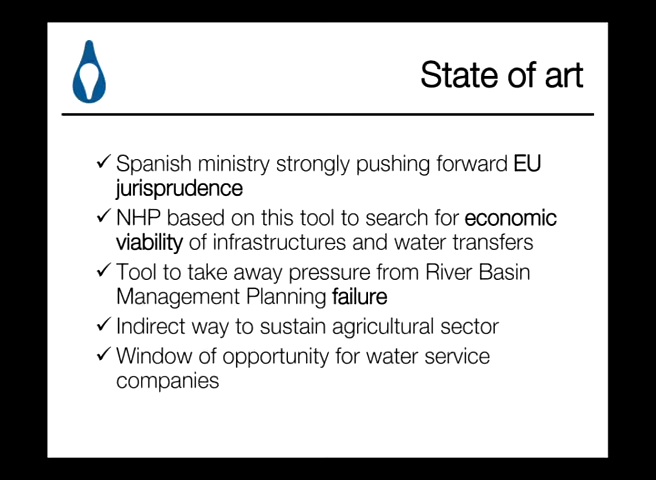 State of art
✓ Spanish ministry strongly pushing forward EU
jurisprudence
✓ NHP based on this tool to search for economic
viability of infrastructures and water transfers
✓ Tool to take away pressure from River Basin
Management Planning failure
✓ Indirect way to sustain agricultural sector
✓ Window of opportunity for water service
companies